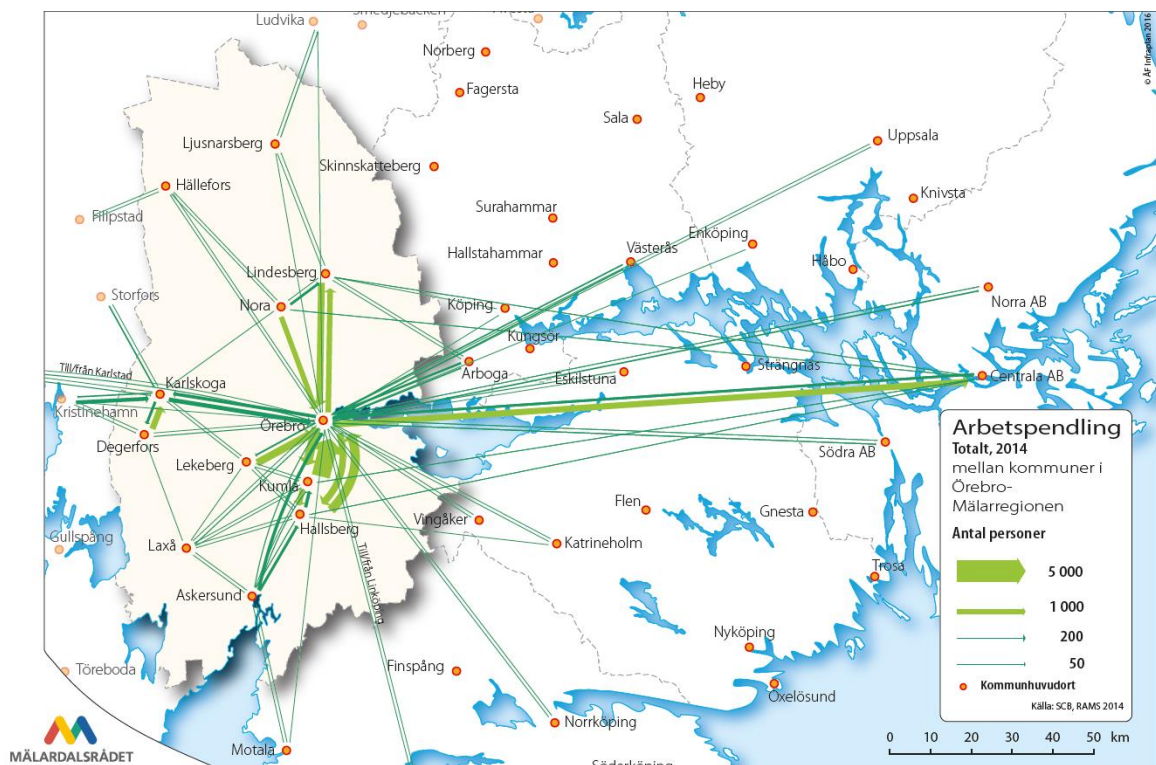 Ludvika
Smedjebacken
Avesta
© ÅF Infraplan 2016
Norberg
Fagersta
Heby
Sala
Uppsala
Ljusnarsberg
Skinnskatteberg
Hällefors
Knivsta
Filipstad
Surahammar
Enköping
Hallstahammar
Västerås
Lindesberg
Håbo
Storfors
Nora
Köping
Norra AB
Kungsör
Till/från Karlstad
Arboga
Strängnäs
Eskilstuna
Centrala AB
Karlskoga
Kristinehamn
Örebro
Degerfors
Södra AB
Lekeberg
Kumla
Flen
Gnesta
Hallsberg
Vingåker
Gullspång
Laxå
Katrineholm
Till/från Linköping
Trosa
Askersund
Nyköping
Töreboda
Finspång
Oxelösund
Norrköping
Motala
Söderköping
Arbetspendling
Totalt, 2014
mellan kommuner i
Örebro-
Mälarregionen
Antal personer
5 000
1 000
200
50
Kommunhuvudort
Källa: SCB, RAMS 2014
0 10 20 30 40 50 km
MÄLARDALSRÅDET